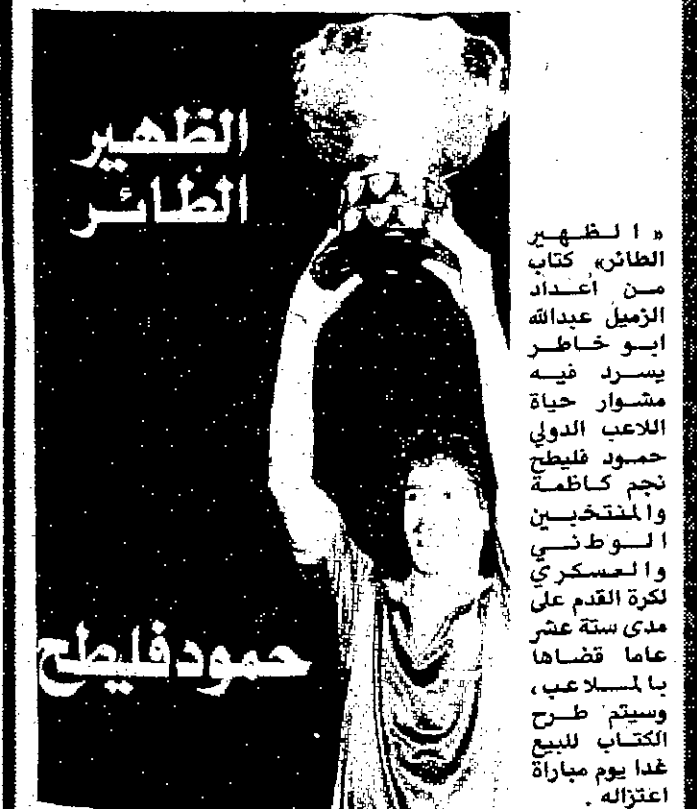 الظهير
الطائر
حمود فليطح
« الظهير
الطائر» كتاب
من اعداد
الزميل عبدالله
ابو خاطر
يسرد فيه
مشوار حياة
اللاعب الدولي
حمود فليطح
نجم كاظمة
والمنتخبين
الوطني
والعسكري
لكرة القدم على
مدى ستة عشر
عاما قضاها
بالملاعب،
وسيتم طرح
الكتاب للبيع
غدا يوم مباراة
اعتزاله .